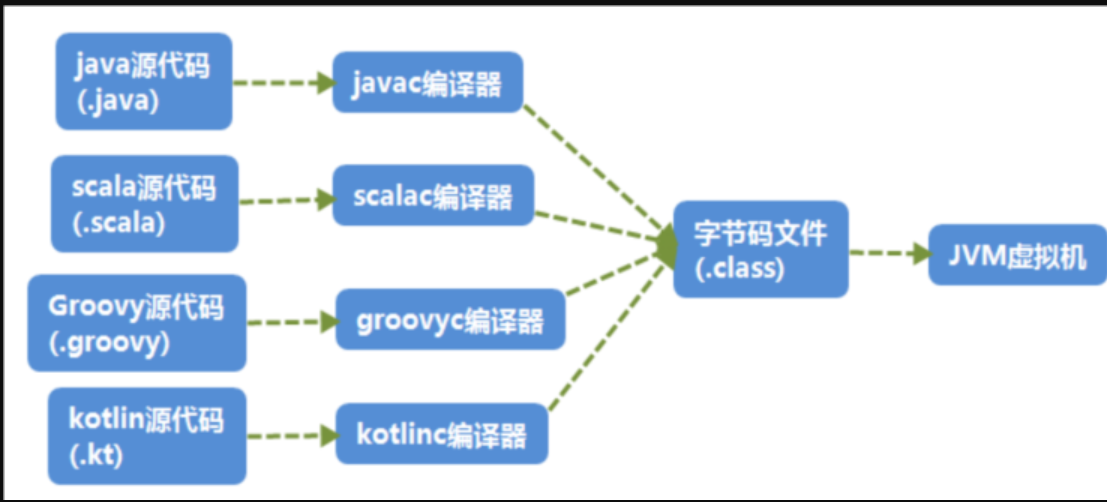 java源代码
(.java)
javac编译器
scala源代码
(.scala)
scalac编译器
字节码文件
(.class)
JVM虚拟机
Groovy源代码
(.groovy)
groovyc编译器
kotlin源代码
(.kt)
kotlinc编译器